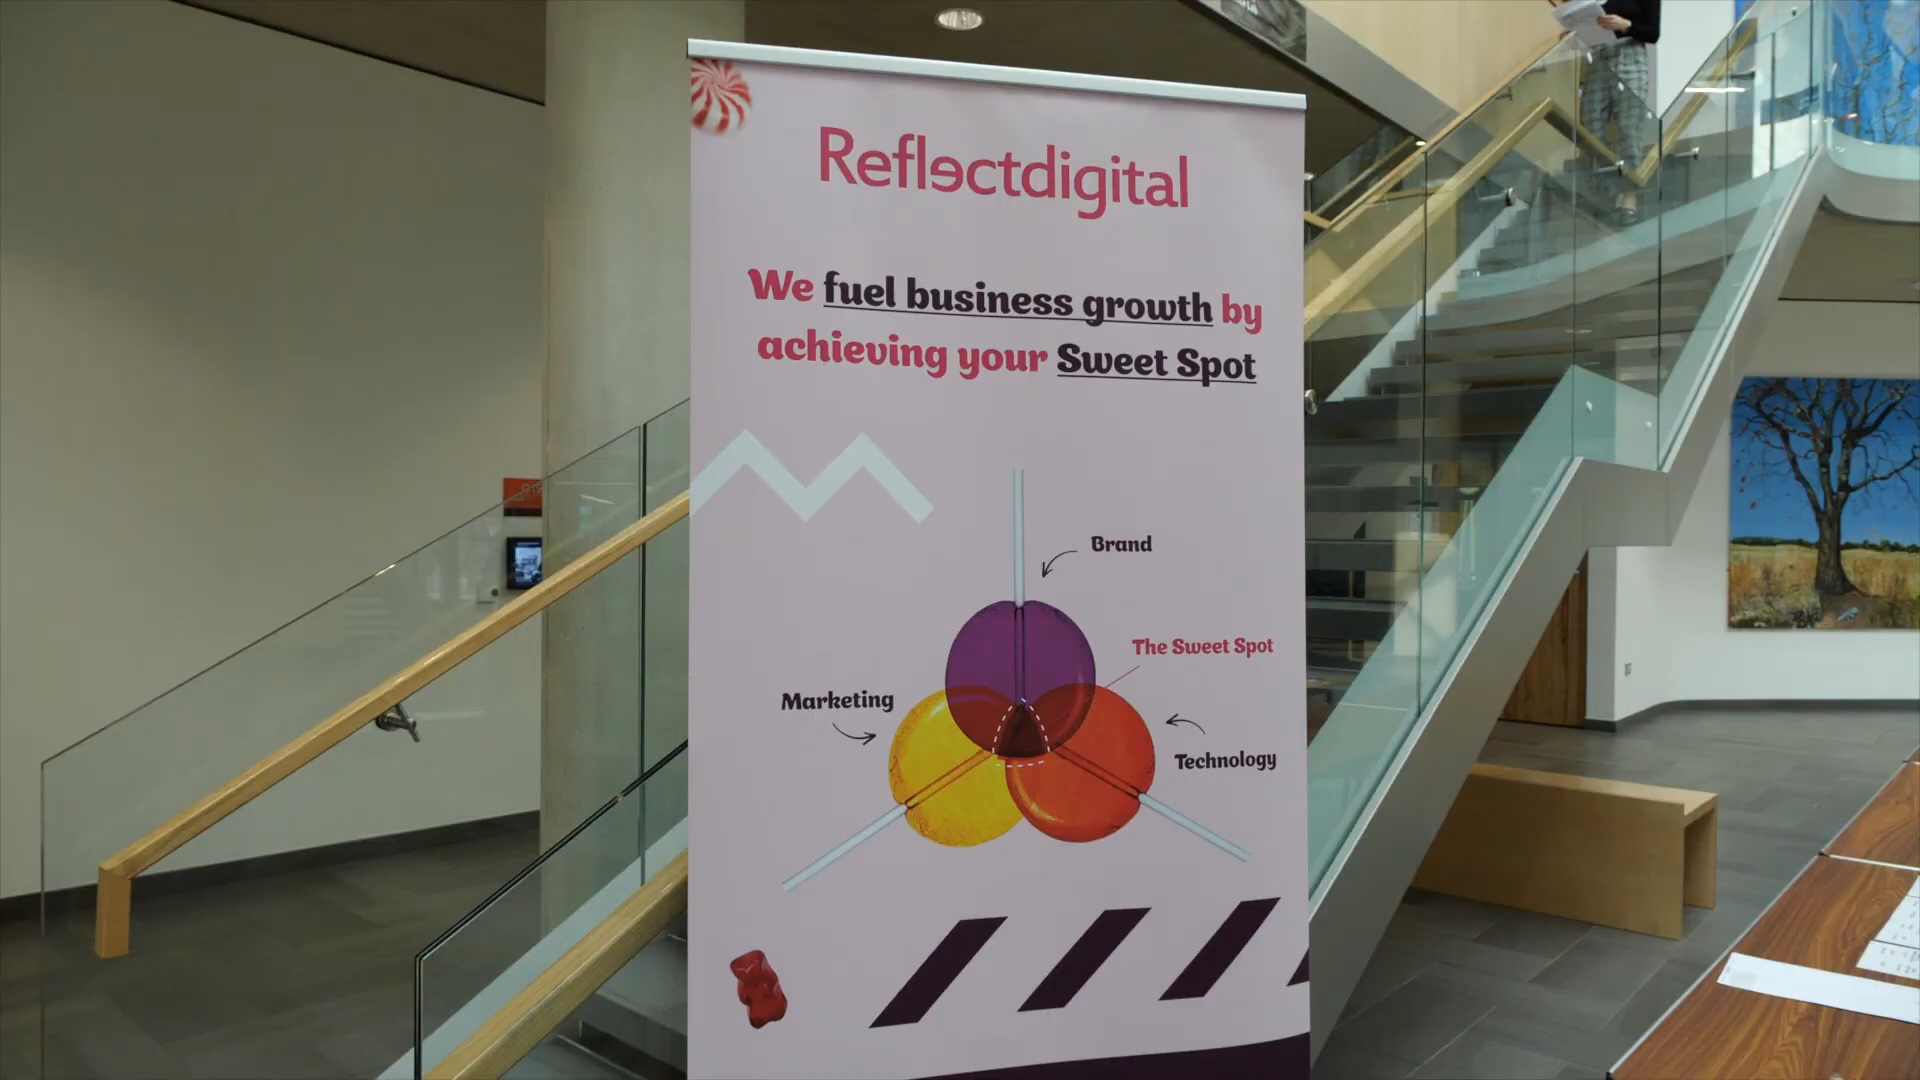 Reflectdigital
We fuel business growth by
achieving your Sweet Spot
Brand
The Sweet Spot
Marketing
Technology